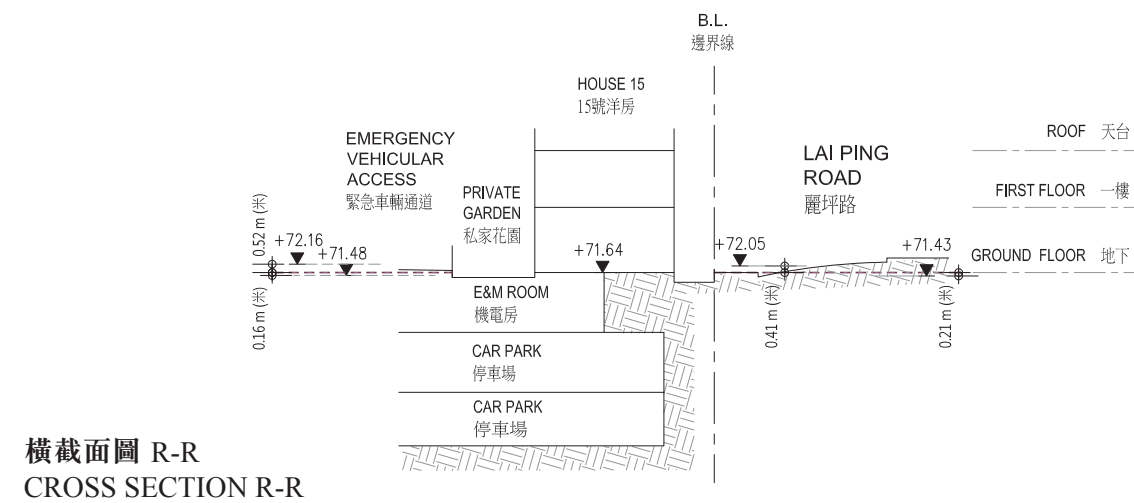 B.L.
邊界線
HOUSE 15
15號洋房
EMERGENCY
VEHICULAR
ACCESS
緊急車輛通道
PRIVATE
GARDEN
私家花園
LAI PING
ROAD
麗坪路
ROOF 天台
FIRST FLOOR 一樓
GROUND FLOOR 地下
0.52 m (米)
+72.16
+71.48
+71.64
+72.05
+71.43
0.16 m (米)
0.41 m (米)
0.21 m (米)
E&M ROOM
機電房
CAR PARK
停車場
CAR PARK
停車場
橫截面圖 R-R
CROSS SECTION R-R